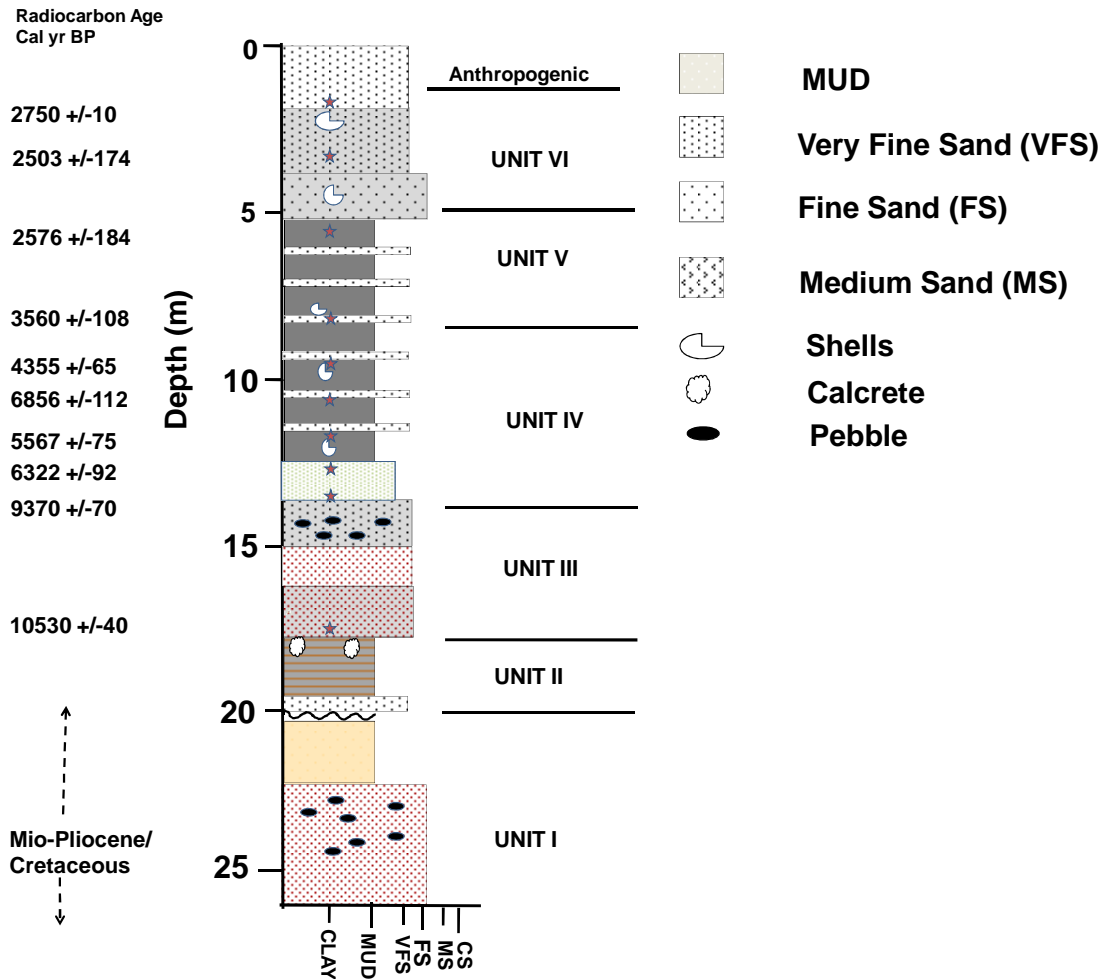 Radiocarbon Age
Cal yr BP
2750 +/-10
2503 +/-174
2576 +/-184
3560 +/-108
4355 +/-65
6856 +/-112
5567 +/-75
6322 +/-92
9370 +/-70
10530 +/-40
Mio-Pliocene/
Cretaceous
Depth (m)
0
5
10
15
20
25
Anthropogenic
UNIT VI
UNIT V
UNIT IV
UNIT III
UNIT II
UNIT I
CLAY
MUD
VFS
FS
MS
CS
MUD
Very Fine Sand (VFS)
Fine Sand (FS)
Medium Sand (MS)
Shells
Calcrete
Pebble